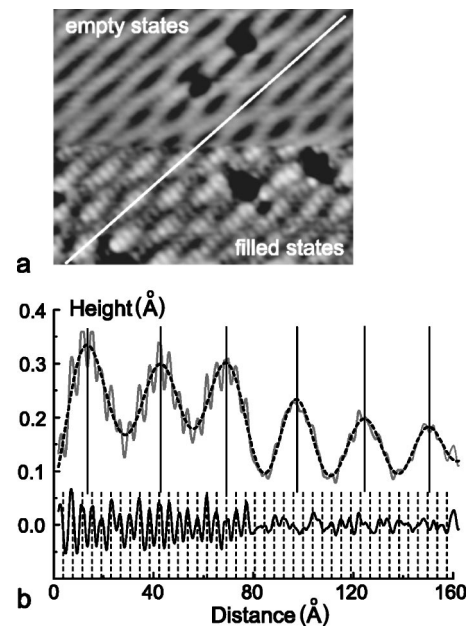 empty states
filled states
a
Height (Å)
0.4
0.3
0.2
0.1
0.0
0 40 80 120 160
b
Distance (Å)